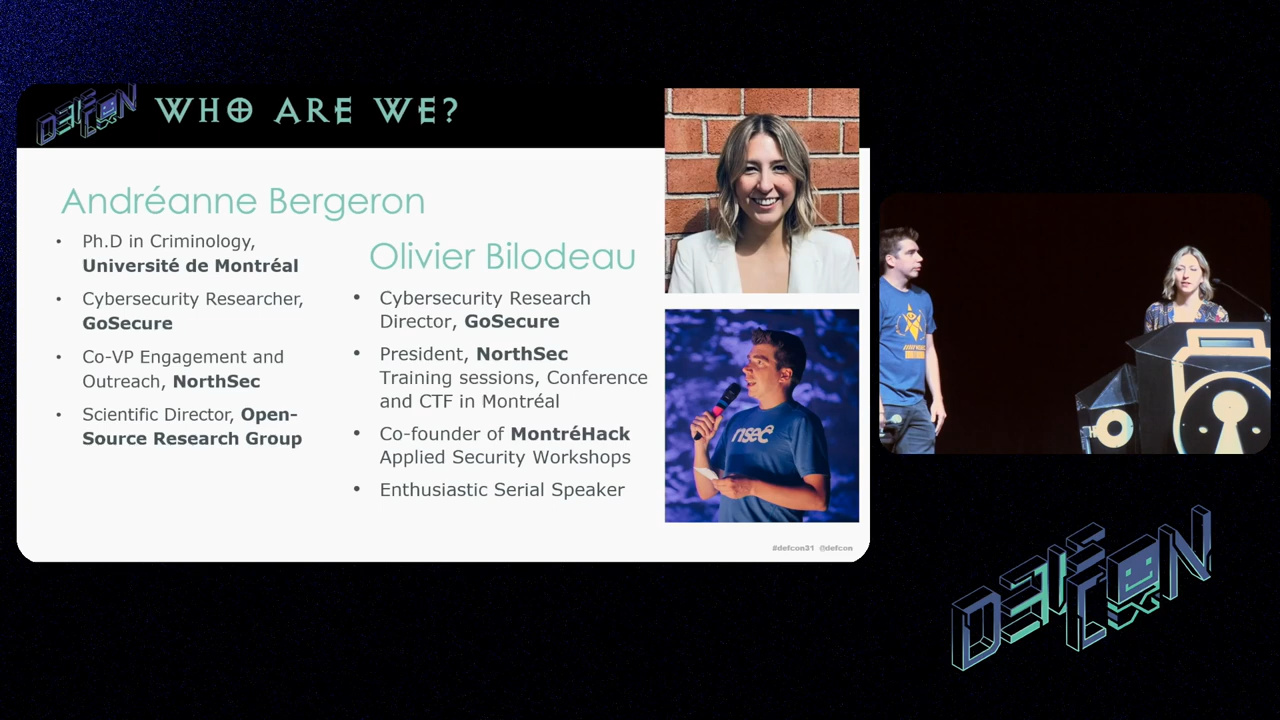 DEF CON
WHO ARE WE?
Andréanne Bergeron
• Ph.D in Criminology,
Université de Montréal
• Cybersecurity Researcher,
GoSecure
• Co-VP Engagement and
Outreach, NorthSec
• Scientific Director, Open-
Source Research Group
Olivier Bilodeau
• Cybersecurity Research
Director, GoSecure
• President, NorthSec
Training sessions, Conference
and CTF in Montréal
• Co-founder of MontréHack
Applied Security Workshops
• Enthusiastic Serial Speaker
nsec
#defcon31 @defcon
DEF CON